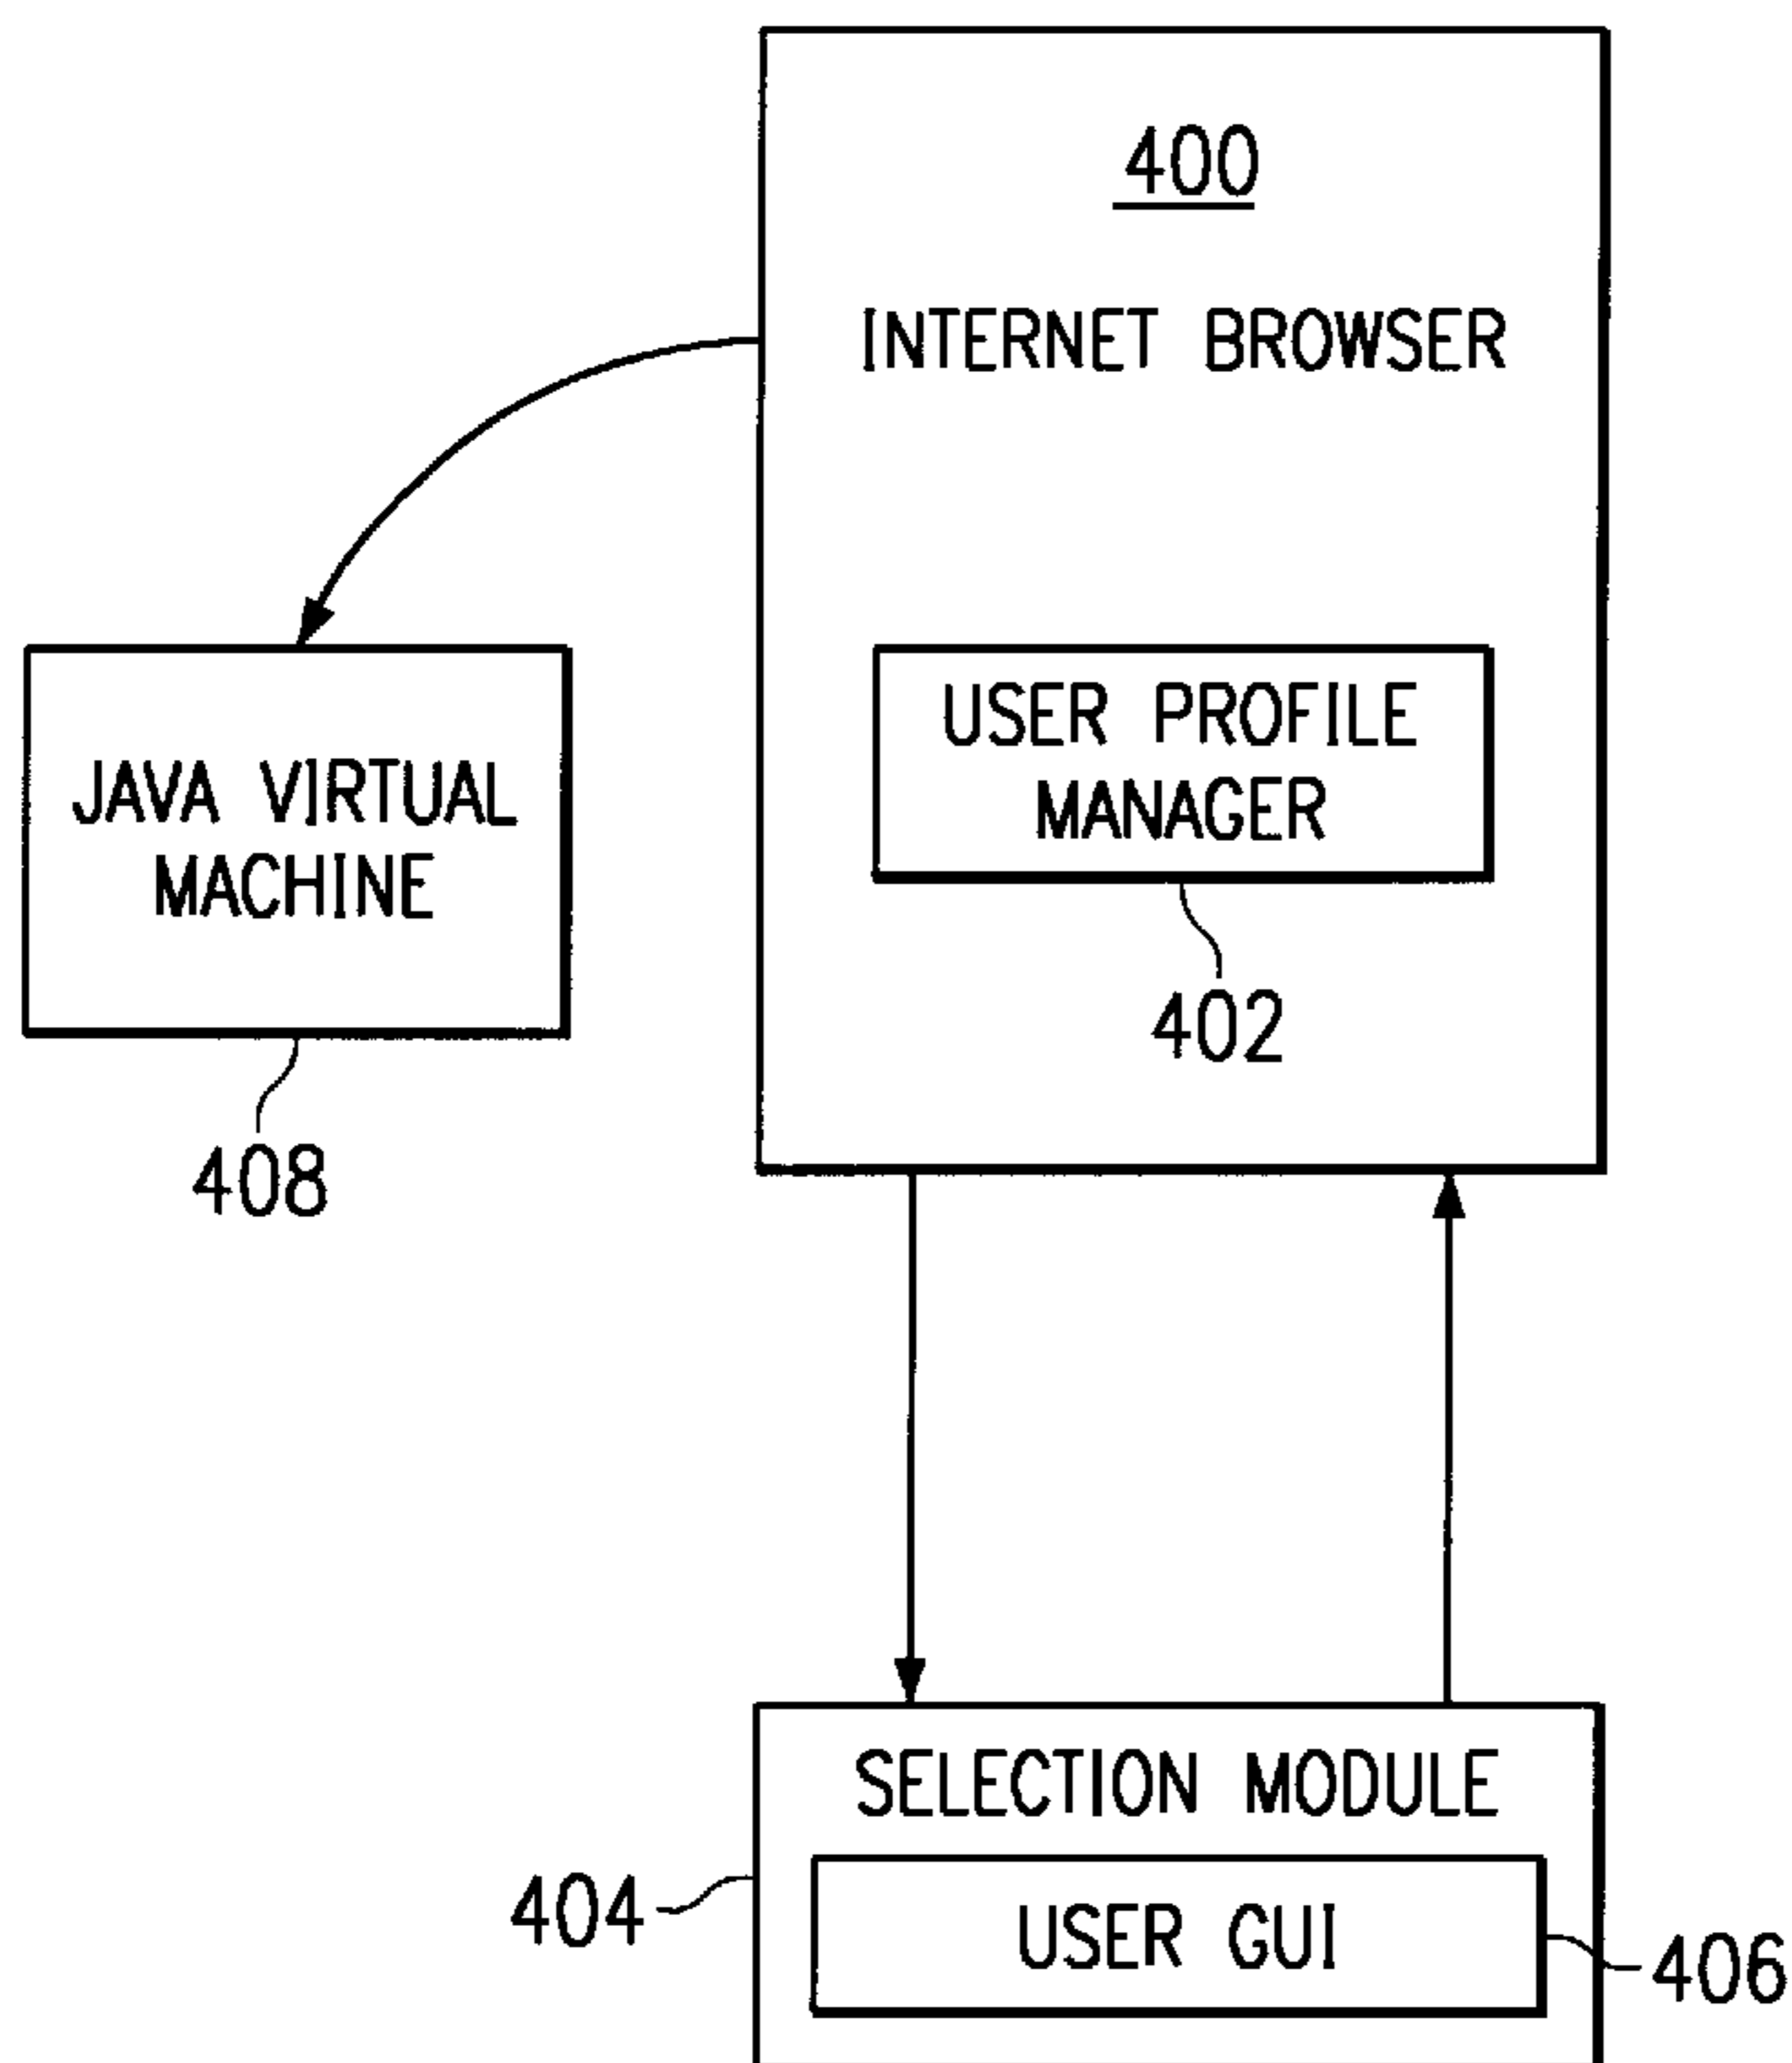 400
INTERNET BROWSER
USER PROFILE
MANAGER
402
JAVA VIRTUAL
MACHINE
408
SELECTION MODULE
404
USER GUI
406